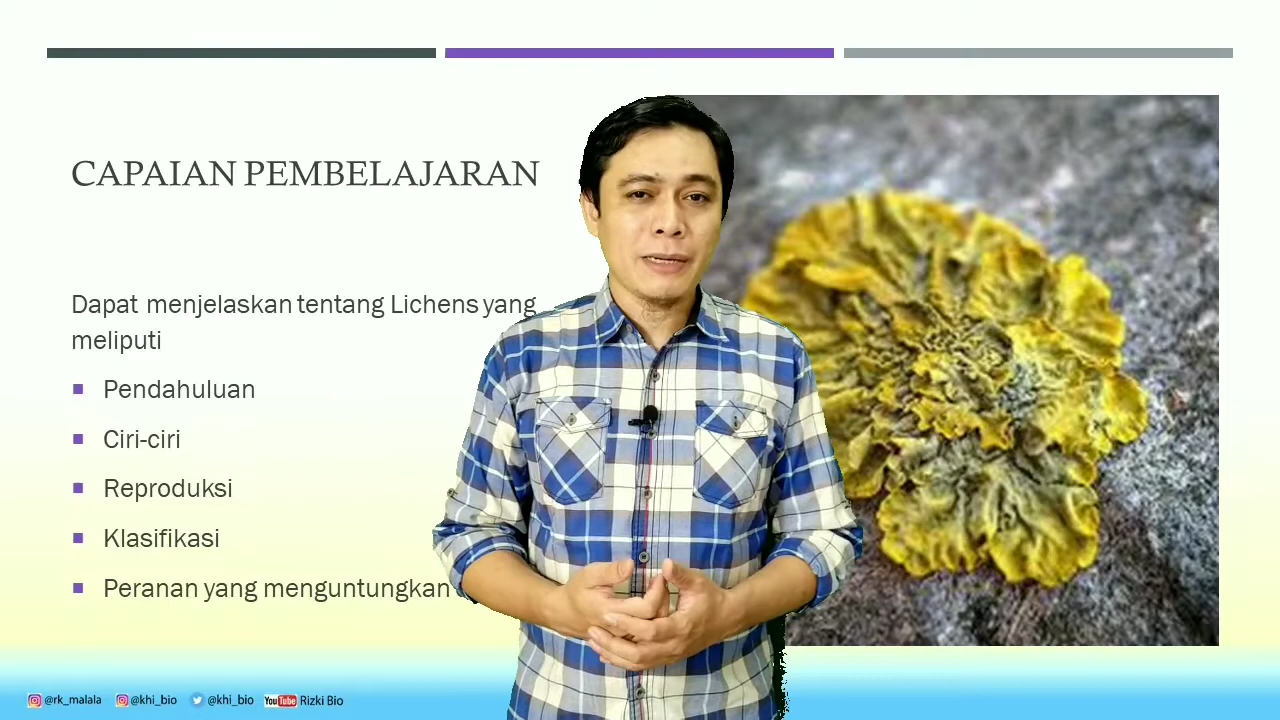 CAPAIAN PEMBELAJARAN
Dapat menjelaskan tentang Lichens yang
meliputi
Pendahuluan
Ciri-ciri
Reproduksi
Klasifikasi
Peranan yang menguntungkan
@rk_malala @khi_bio @khi_bio YouTube Rizki Bio